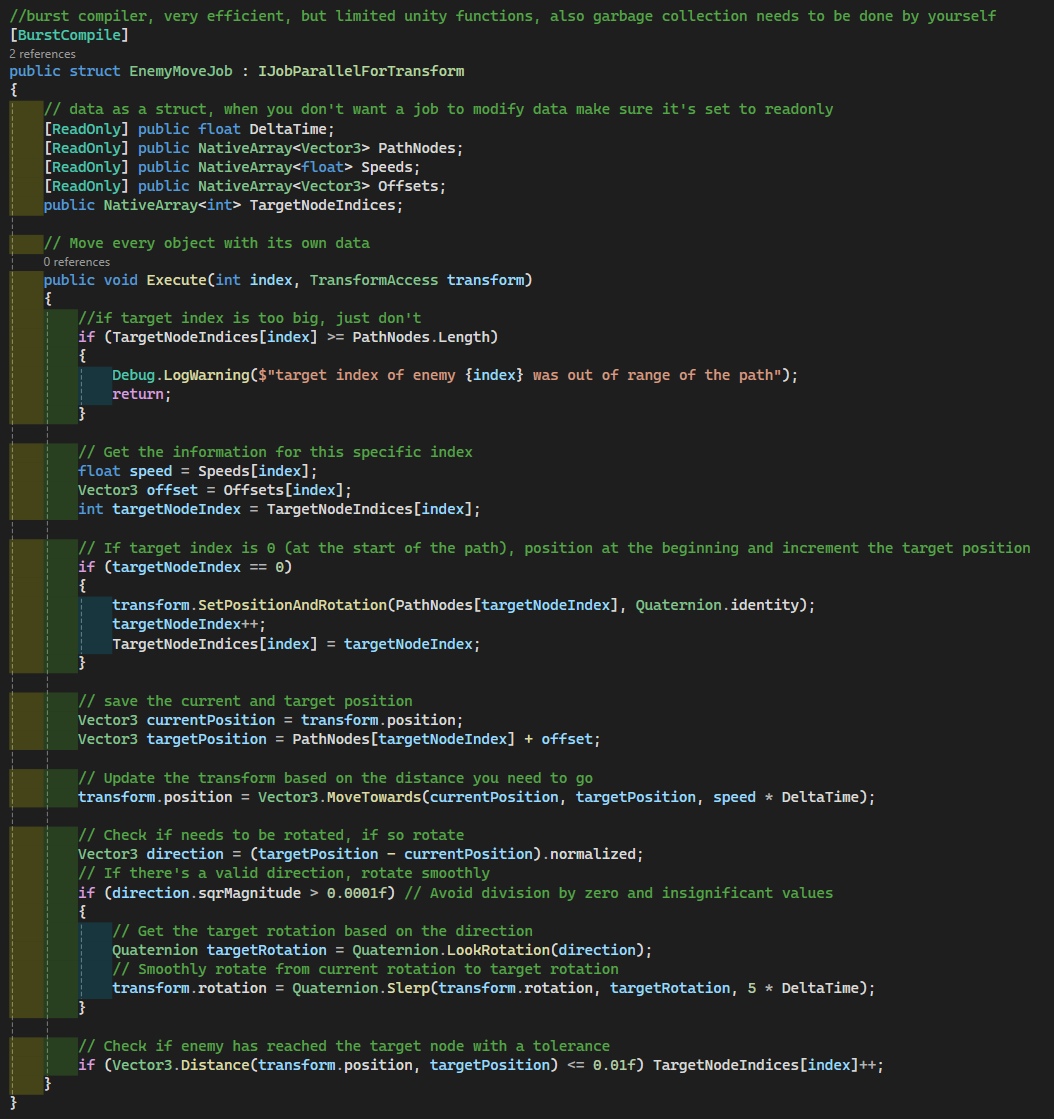 //burst compiler, very efficient, but limited unity functions, also garbage collection needs to be done by yourself
[BurstCompile]
2 references
public struct EnemyMoveJob : IJobParallelForTransform
{
// data as a struct, when you don't want a job to modify data make sure it's set to readonly
[ReadOnly] public float DeltaTime;
[ReadOnly] public NativeArray<Vector3> PathNodes;
[ReadOnly] public NativeArray<float> Speeds;
[ReadOnly] public NativeArray<Vector3> Offsets;
public NativeArray<int> TargetNodeIndices;
// Move every object with its own data
0 references
public void Execute(int index, TransformAccess transform)
{
//if target index is too big, just don't
if (TargetNodeIndices[index] >= PathNodes.Length)
{
Debug.LogWarning($"target index of enemy {index} was out of range of the path");
return;
}
// Get the information for this specific index
float speed = Speeds[index];
Vector3 offset = Offsets[index];
int targetNodeIndex = TargetNodeIndices[index];
// If target index is 0 (at the start of the path), position at the beginning and increment the target position
if (targetNodeIndex == 0)
{
transform.SetPositionAndRotation(PathNodes[targetNodeIndex], Quaternion.identity);
targetNodeIndex++;
TargetNodeIndices[index] = targetNodeIndex;
}
// save the current and target position
Vector3 currentPosition = transform.position;
Vector3 targetPosition = PathNodes[targetNodeIndex] + offset;
// Update the transform based on the distance you need to go
transform.position = Vector3.MoveTowards(currentPosition, targetPosition, speed * DeltaTime);
// Check if needs to be rotated, if so rotate
Vector3 direction = (targetPosition - currentPosition).normalized;
// If there's a valid direction, rotate smoothly
if (direction.sqrMagnitude > 0.0001f) // Avoid division by zero and insignificant values
{
// Get the target rotation based on the direction
Quaternion targetRotation = Quaternion.LookRotation(direction);
// Smoothly rotate from current rotation to target rotation
transform.rotation = Quaternion.Slerp(transform.rotation, targetRotation, 5 * DeltaTime);
}
// Check if enemy has reached the target node with a tolerance
if (Vector3.Distance(transform.position, targetPosition) <= 0.01f) TargetNodeIndices[index]++;
}
}